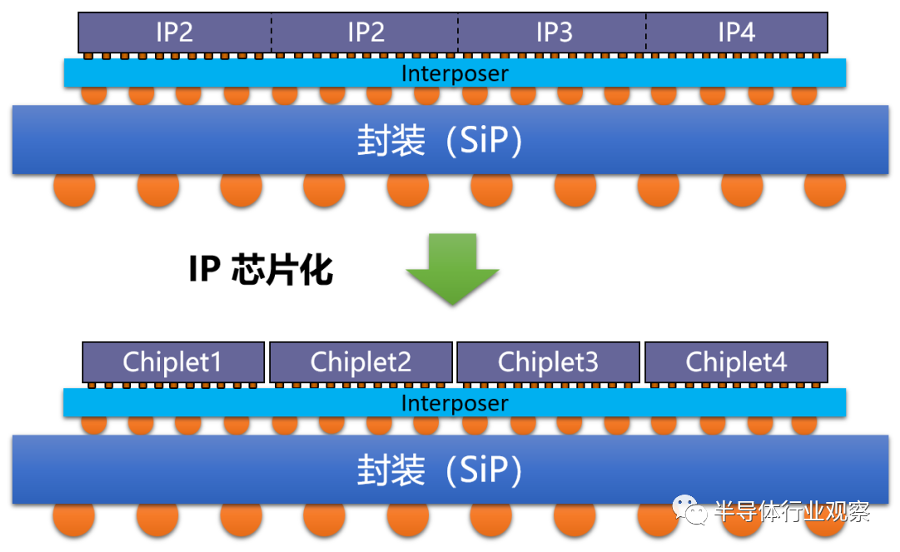 IP2 IP2 IP3 IP4
Interposer
封装（SiP）
IP 芯片化
Chiplet1 Chiplet2 Chiplet3 Chiplet4
Interposer
封装（SiP）
半导体行业观察